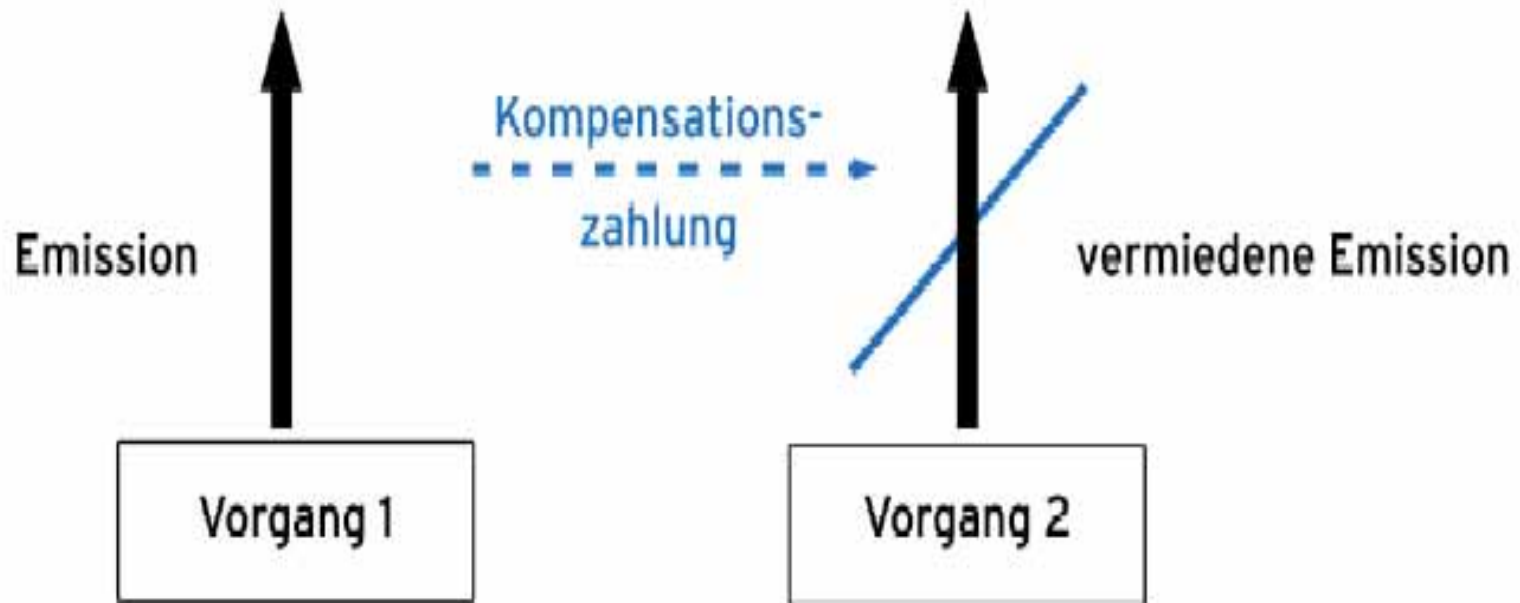 Kompensations-
zahlung
Emission
vermiedene Emission
Vorgang 1
Vorgang 2